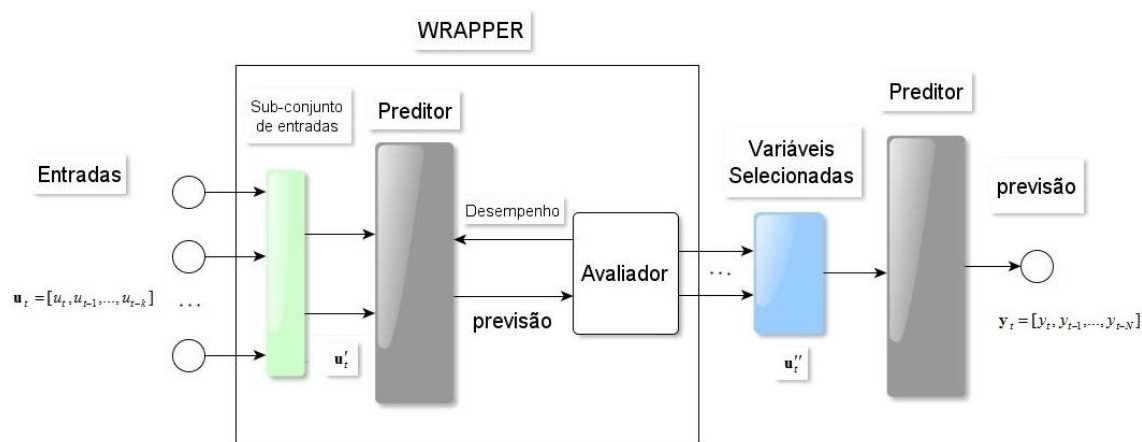 WRAPPER
Sub-conjunto
de entradas
Preditor
Preditor
Variáveis
Selecionadas
Entradas
previsão
Desempenho
Avaliador
...
...
previsão
u_t = [u_t, u_{t-1}, ..., u_{t-k}]
y_t = [y_t, y_{t-1}, ..., y_{t-N}]
u'_t
u''_t